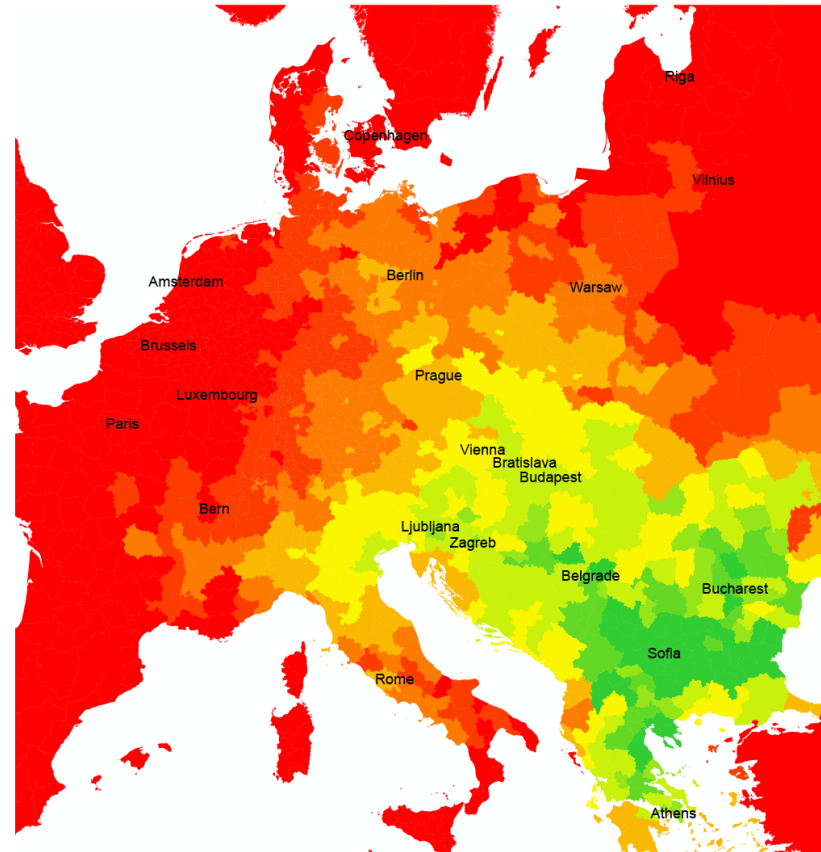 Riga
Copenhagen
Vilnius
Berlin
Amsterdam
Warsaw
Brussels
Prague
Luxembourg
Paris
Vienna
Bratislava
Budapest
Bern
Ljubljana
Zagreb
Belgrade
Bucharest
Sofia
Rome
Athens